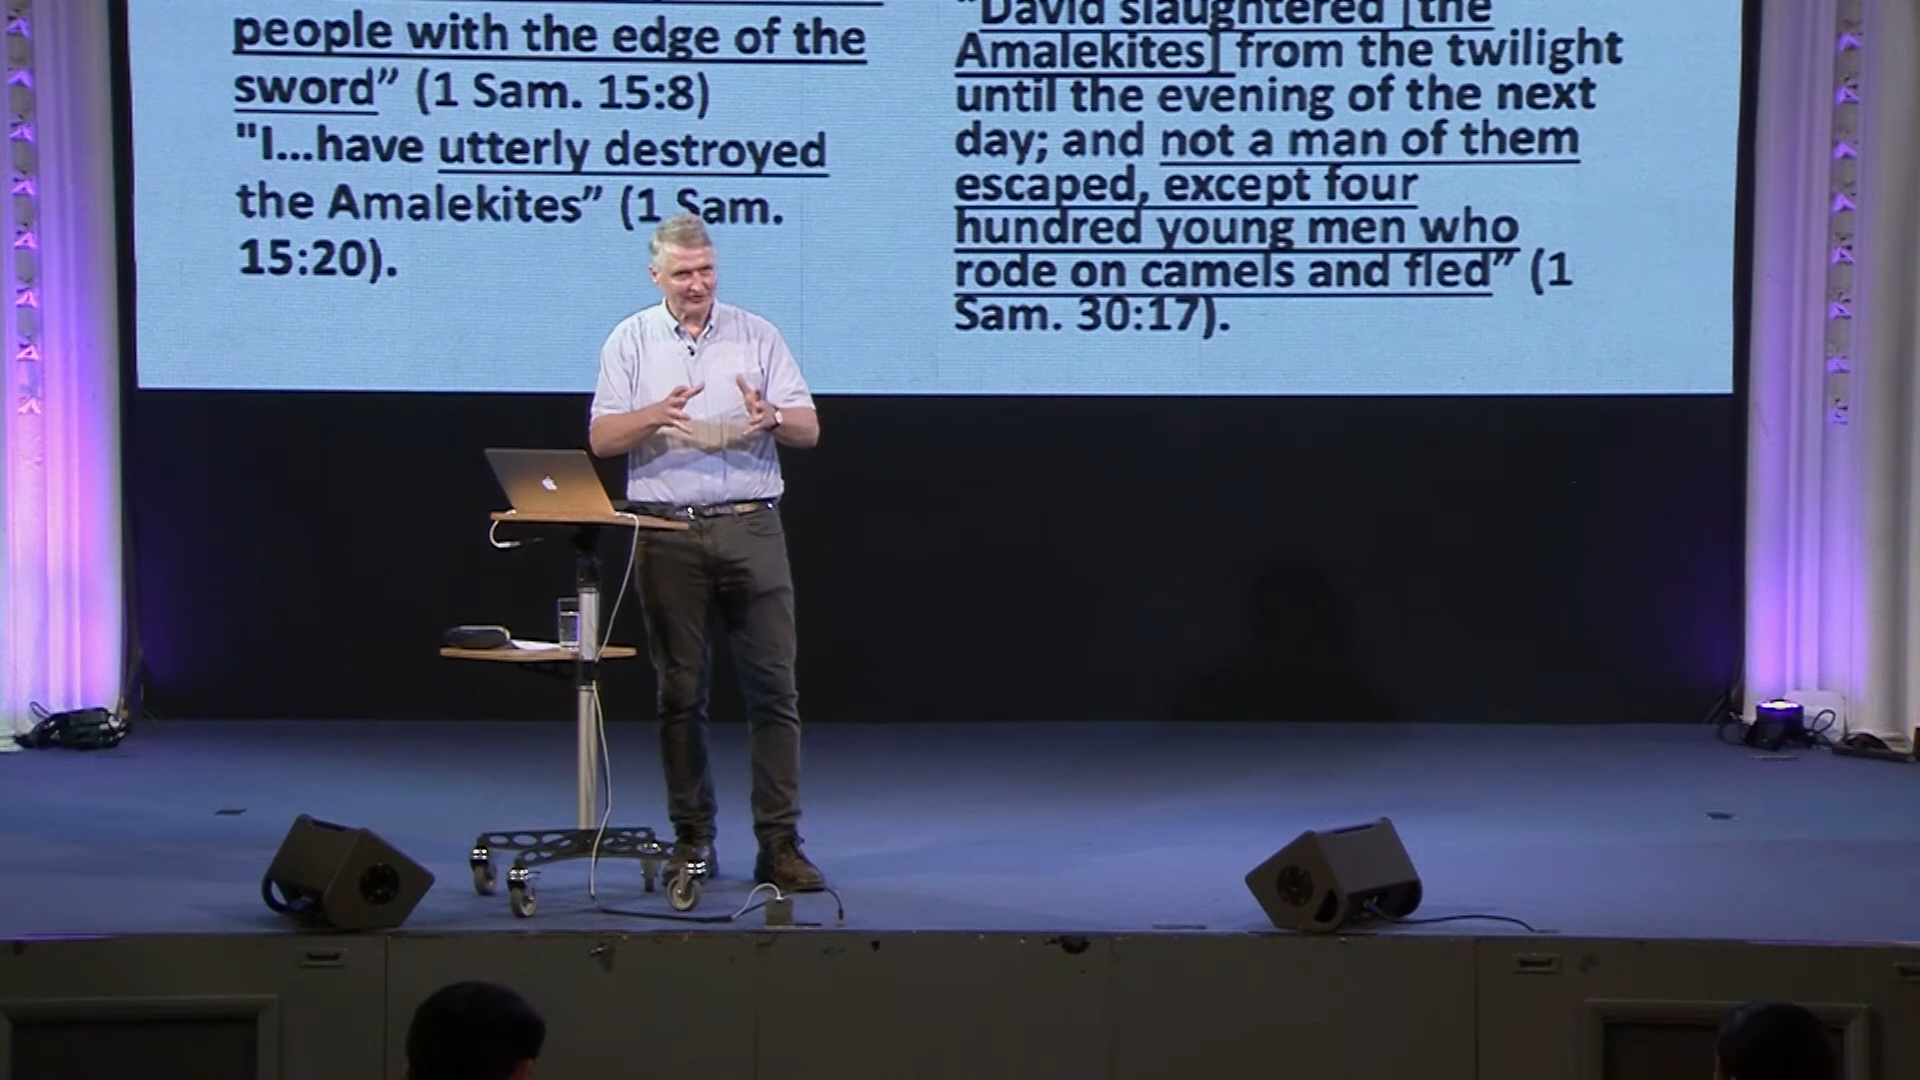 people with the edge of the
sword” (1 Sam. 15:8)
"I...have utterly destroyed
the Amalekites” (1 Sam.
15:20).
“David slaughtered [the
Amalekites] from the twilight
until the evening of the next
day; and not a man of them
escaped, except four
hundred young men who
rode on camels and fled” (1
Sam. 30:17).